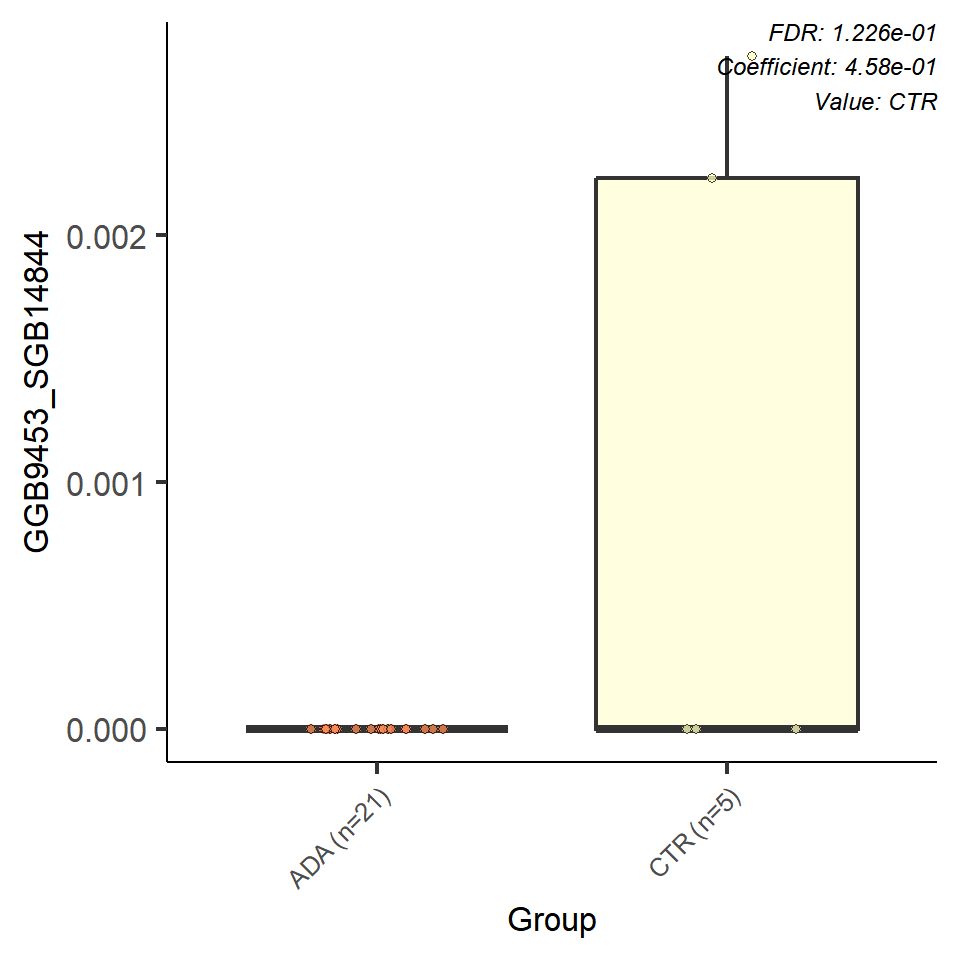 FDR: 1.226e-01
Coefficient: 4.58e-01
Value: CTR
GGB9453_SGB14844
0.002
0.001
0.000
ADA (n=21)
CTR (n=5)
Group